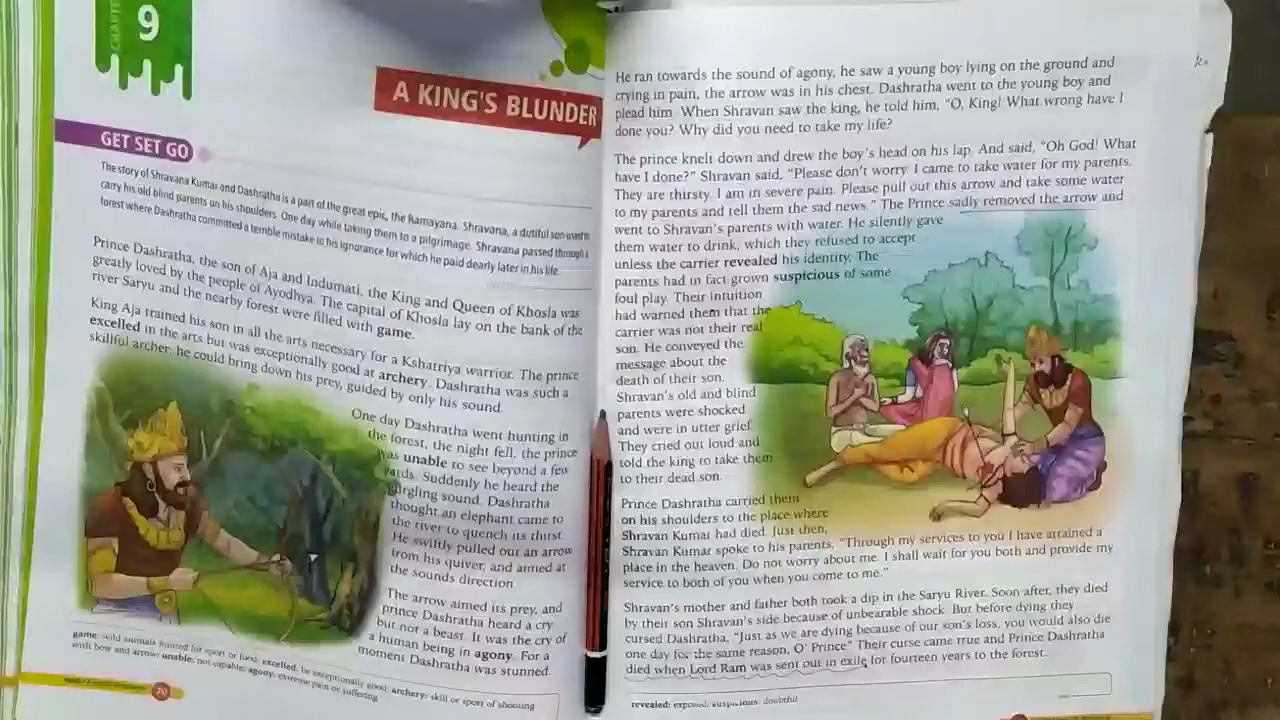 CHAPTER
9
A KING'S BLUNDER
GET SET GO
The story of Shravana Kumar and Dashratha is a part of the great epic, the Ramayana. Shravana, a dutiful son used to
carry his old blind parents on his shoulders. One day while taking them to a pilgrimage. Shravana passed through
forest where Dashratha committed a terrible mistake in his ignorance for which he paid dearly later in his life.
Prince Dashratha, the son of Aja and Indumati, the King and Queen of Khosla was
greatly loved by the people of Ayodhya. The capital of Khosla lay on the bank of the
river Saryu and the nearby forest were filled with game.
King Aja trained his son in all the arts necessary for a Kshatriya warrior. The prince
excelled in the arts but was exceptionally good at archery. Dashratha was such a
skillful archer, he could bring down his prey, guided by only his sound.
One day Dashratha went hunting in
the forest, the night fell, the prince
was unable to see beyond a few
yards. Suddenly he heard the
gurgling sound. Dashratha
thought an elephant came to
the river to quench its thirst.
He swiftly pulled out an arrow
from his quiver, and aimed at
the sounds direction.
The arrow aimed its prey, and
prince Dashratha heard a cry
but not a beast. It was the cry of
a human being in agony. For a
moment Dashratha was stunned.
game: wild animals hunted for sport or food, excelled: be exceptionally good, archery: skill or sport of shooting
with bow and arrow; unable: not capable; agony: extreme pain or suffering
70
He ran towards the sound of agony, he saw a young boy lying on the ground and
crying in pain, the arrow was in his chest. Dashratha went to the young boy and
plead him. When Shravan saw the king, he told him, "O, King! What wrong have I
done you? Why did you need to take my life?
The prince knelt down and drew the boy's head on his lap. And said, "Oh God! What
have I done?" Shravan said, "Please don't worry. I came to take water for my parents.
They are thirsty. I am in severe pain. Please pull out this arrow and take some water
to my parents and tell them the sad news." The Prince sadly removed the arrow and
went to Shravan's parents with water. He silently gave
them water to drink, which they refused to accept
unless the carrier revealed his identity. The
parents had in fact grown suspicious of some
foul play. Their intuition
had warned them that the
carrier was not their real
son. He conveyed the
message about the
death of their son.
Shravan's old and blind
parents were shocked
and were in utter grief.
They cried out loud and
told the king to take them
to their dead son.
Prince Dashratha carried them
on his shoulders to the place where
Shravan Kumar had died. Just then,
Shravan Kumar spoke to his parents, "Through my services to you I have attained a
place in the heaven. Do not worry about me. I shall wait for you both and provide my
service to both of you when you come to me."
Shravan's mother and father both took a dip in the Saryu River. Soon after, they died
by their son Shravan's side because of unbearable shock. But before dying they
cursed Dashratha, "Just as we are dying because of our son's loss, you would also die
one day for the same reason, O' Prince" Their curse came true and Prince Dashratha
died when Lord Ram was sent out in exile for fourteen years to the forest.
revealed: exposed, auspicious: doubtful